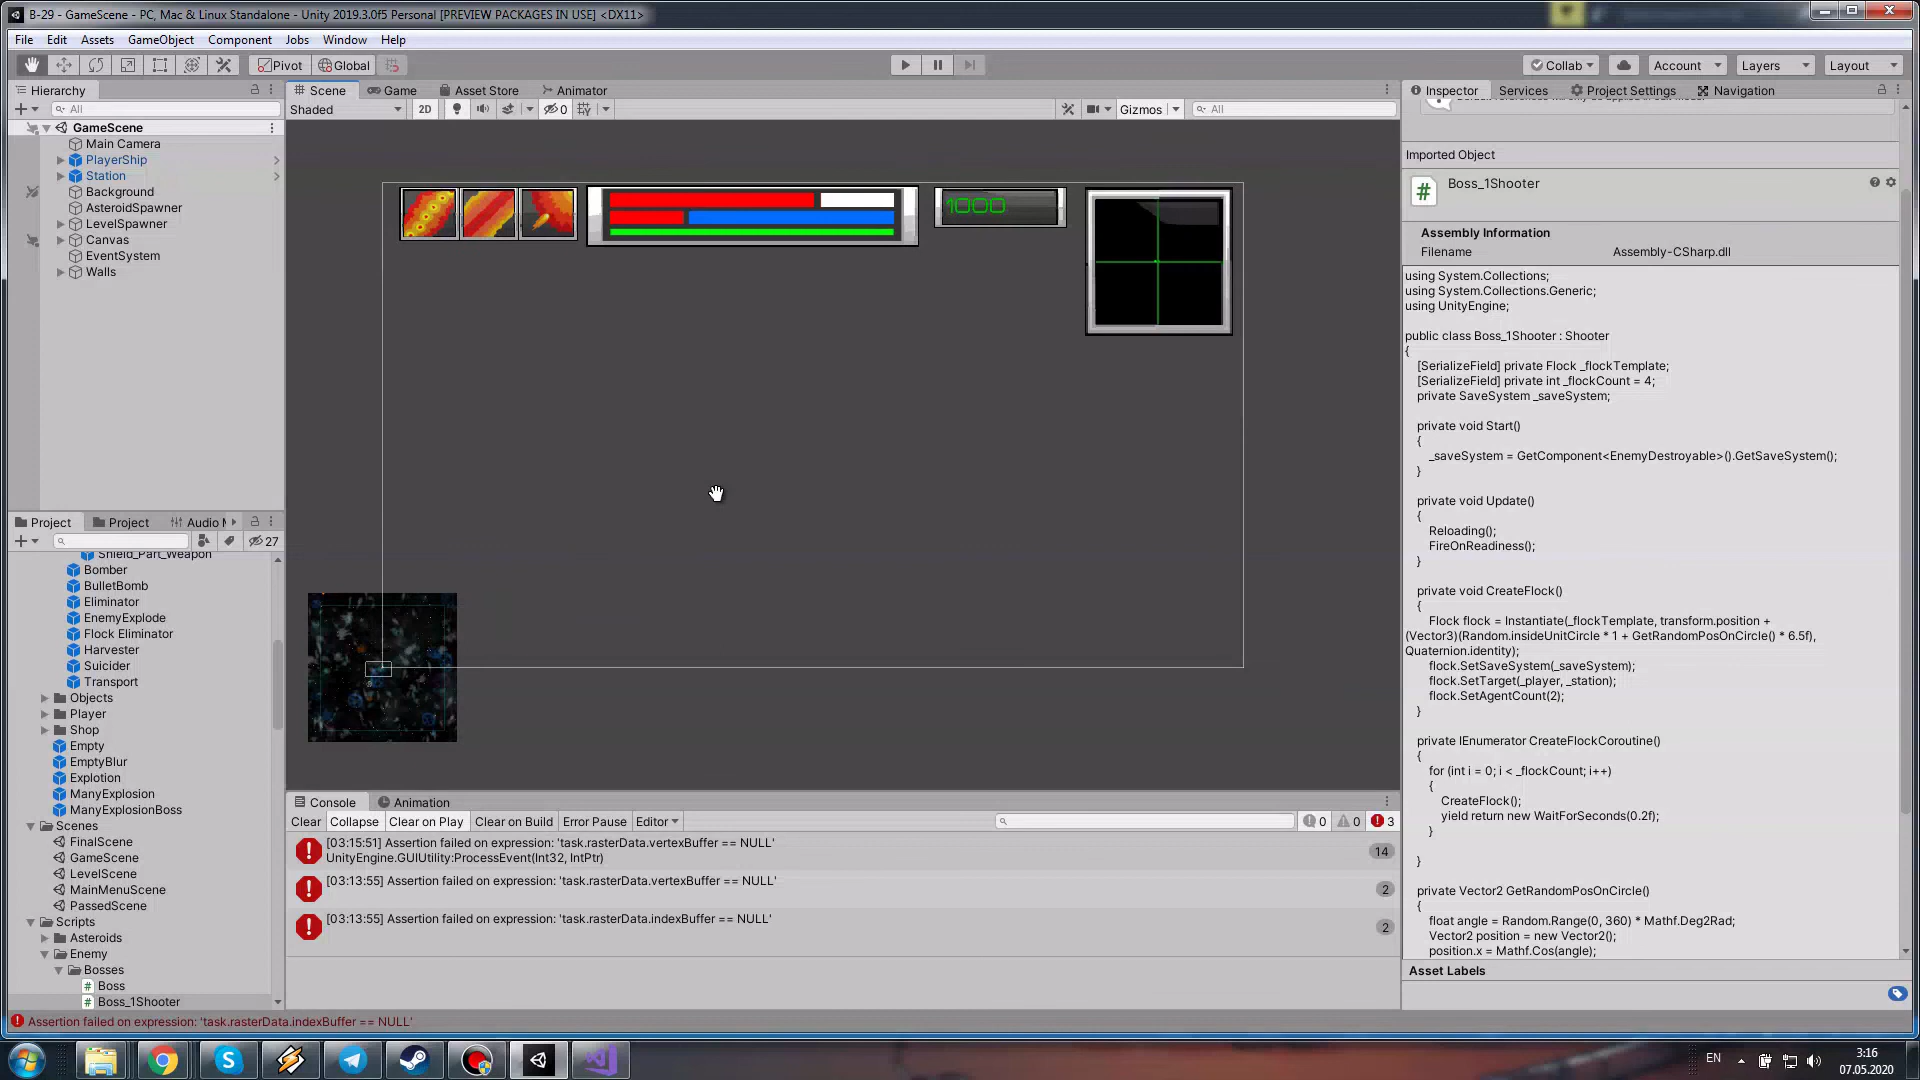 B-29 - GameScene - PC, Mac & Linux Standalone - Unity 2019.3.0f5 Personal [PREVIEW PACKAGES IN USE] <DX11>
File Edit Assets GameObject Component Jobs Window Help
Pivot Global Collab Account Layers Layout
Hierarchy
All
GameScene
Main Camera
PlayerShip
Station
Background
AsteroidSpawner
LevelSpawner
Canvas
EventSystem
Walls
Scene Game Asset Store Animator
Shaded 2D 0 Gizmos All
1000
Project Project Audio M
27
Shield_Part_Weapon
Bomber
BulletBomb
Eliminator
EnemyExplode
Flock Eliminator
Harvester
Suicider
Transport
Objects
Player
Shop
Empty
EmptyBlur
Explotion
ManyExplosion
ManyExplosionBoss
Scenes
FinalScene
GameScene
LevelScene
MainMenuScene
PassedScene
Scripts
Asteroids
Enemy
Bosses
Boss
Boss_1Shooter
Console Animation
Clear Collapse Clear on Play Clear on Build Error Pause Editor 0 0 3
[03:15:51] Assertion failed on expression: 'task.rasterData.vertexBuffer == NULL'
UnityEngine.GUIUtility:ProcessEvent(Int32, IntPtr)
14
[03:13:55] Assertion failed on expression: 'task.rasterData.vertexBuffer == NULL'
2
[03:13:55] Assertion failed on expression: 'task.rasterData.indexBuffer == NULL'
2
Inspector Services Project Settings Navigation
Imported Object
Boss_1Shooter
Assembly Information
Filename Assembly-CSharp.dll
using System.Collections;
using System.Collections.Generic;
using UnityEngine;
public class Boss_1Shooter : Shooter
{
[SerializeField] private Flock _flockTemplate;
[SerializeField] private int _flockCount = 4;
private SaveSystem _saveSystem;
private void Start()
{
_saveSystem = GetComponent<EnemyDestroyable>().GetSaveSystem();
}
private void Update()
{
Reloading();
FireOnReadiness();
}
private void CreateFlock()
{
Flock flock = Instantiate(_flockTemplate, transform.position +
(Vector3)(Random.insideUnitCircle * 1 + GetRandomPosOnCircle() * 6.5f),
Quaternion.identity);
flock.SetSaveSystem(_saveSystem);
flock.SetTarget(_player, _station);
flock.SetAgentCount(2);
}
private IEnumerator CreateFlockCoroutine()
{
for (int i = 0; i < _flockCount; i++)
{
CreateFlock();
yield return new WaitForSeconds(0.2f);
}
}
private Vector2 GetRandomPosOnCircle()
{
float angle = Random.Range(0, 360) * Mathf.Deg2Rad;
Vector2 position = new Vector2();
position.x = Mathf.Cos(angle);
Asset Labels
Assertion failed on expression: 'task.rasterData.indexBuffer == NULL'
EN
3:16
07.05.2020